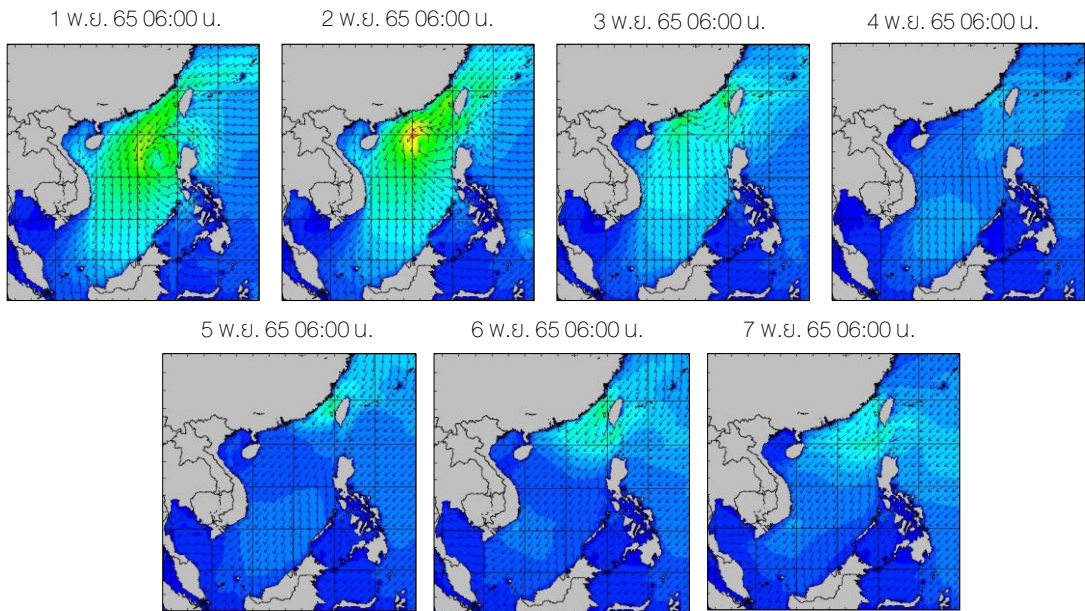 1 พ.ย. 65 06:00 น.
2 พ.ย. 65 06:00 น.
3 พ.ย. 65 06:00 น.
4 พ.ย. 65 06:00 น.
5 พ.ย. 65 06:00 น.
6 พ.ย. 65 06:00 น.
7 พ.ย. 65 06:00 น.